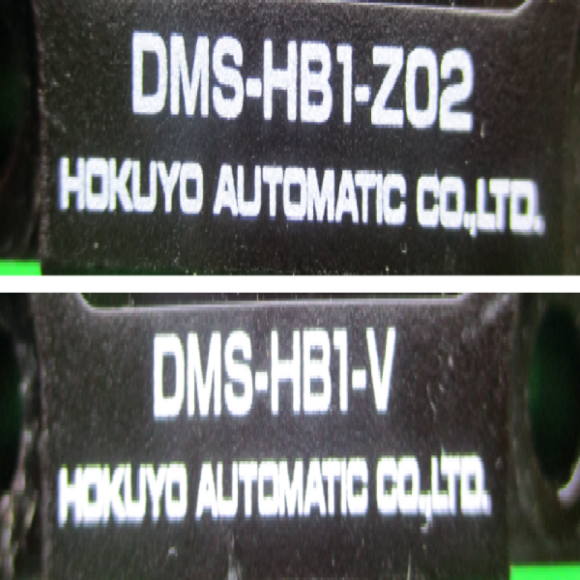 DMS-HB1-Z02
HOKUYO AUTOMATIC CO.,LTD.
DMS-HB1-V
HOKUYO AUTOMATIC CO.,LTD.